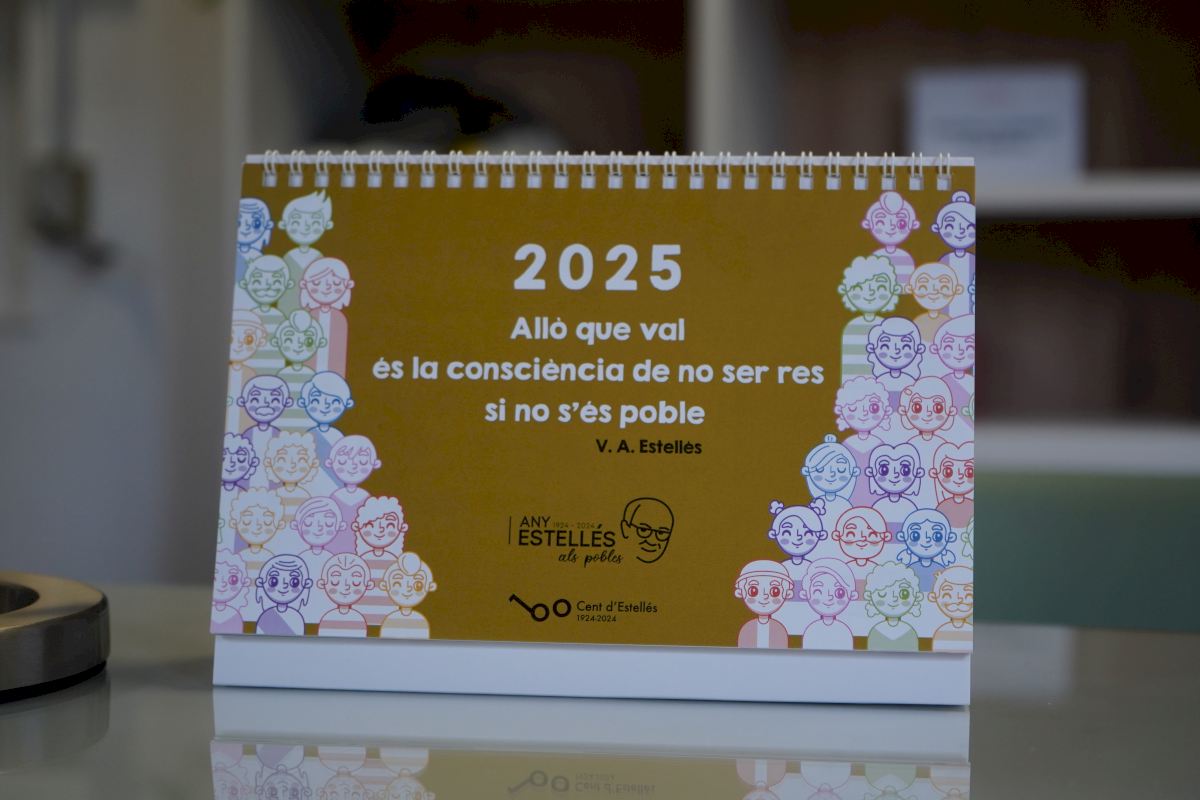 2025
Allò que val
és la consciència de no ser res
si no s'és poble
V. A. Estellés
ANY 1924 - 2024
ESTELLÉS
als pobles
Cent d'Estellés
1924-2024